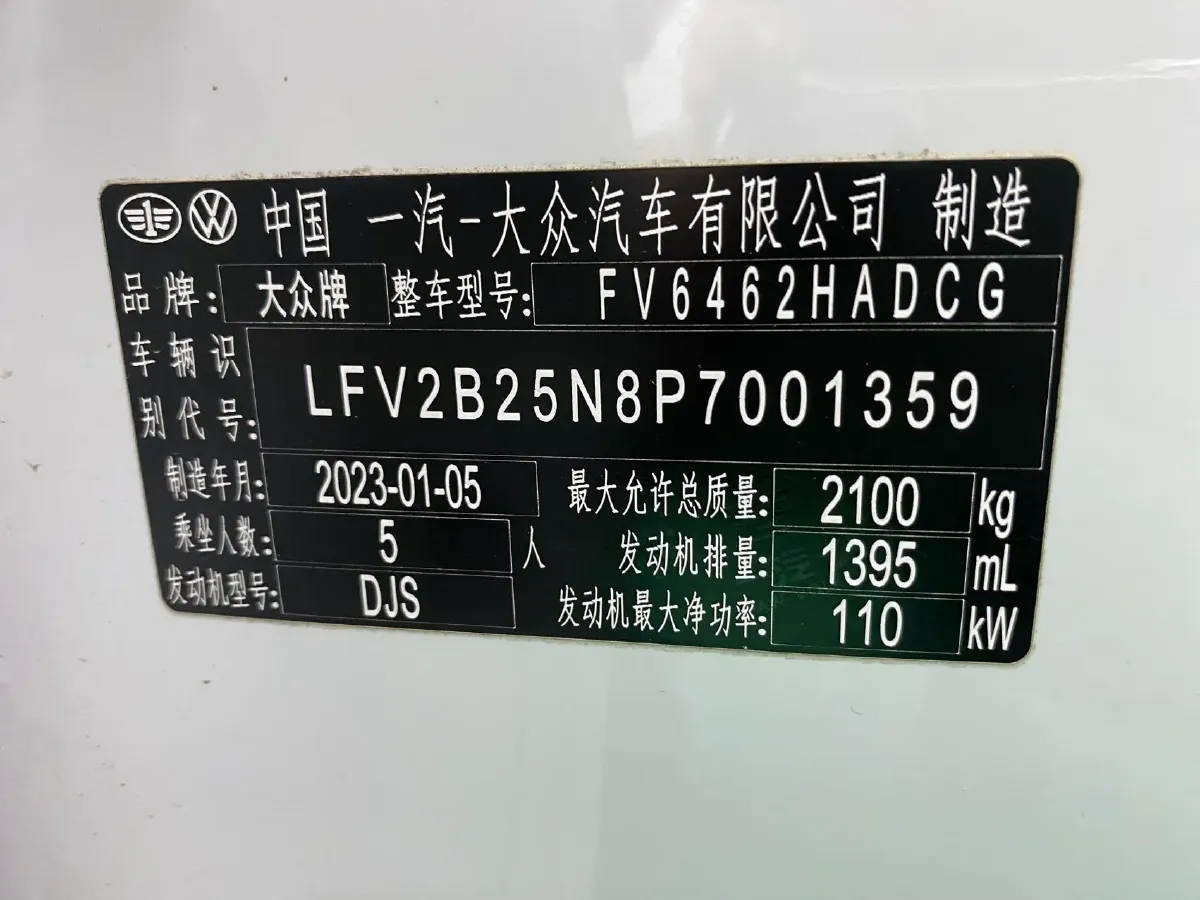 中国 一汽-大众汽车有限公司 制造
品牌: 大众牌 整车型号: FV6462HADCG
车辆识别代号: LFV2B25N8P7001359
制造年月: 2023-01-05 最大允许总质量: 2100 kg
乘坐人数: 5 人 发动机排量: 1395 mL
发动机型号: DJS 发动机最大净功率: 110 kW